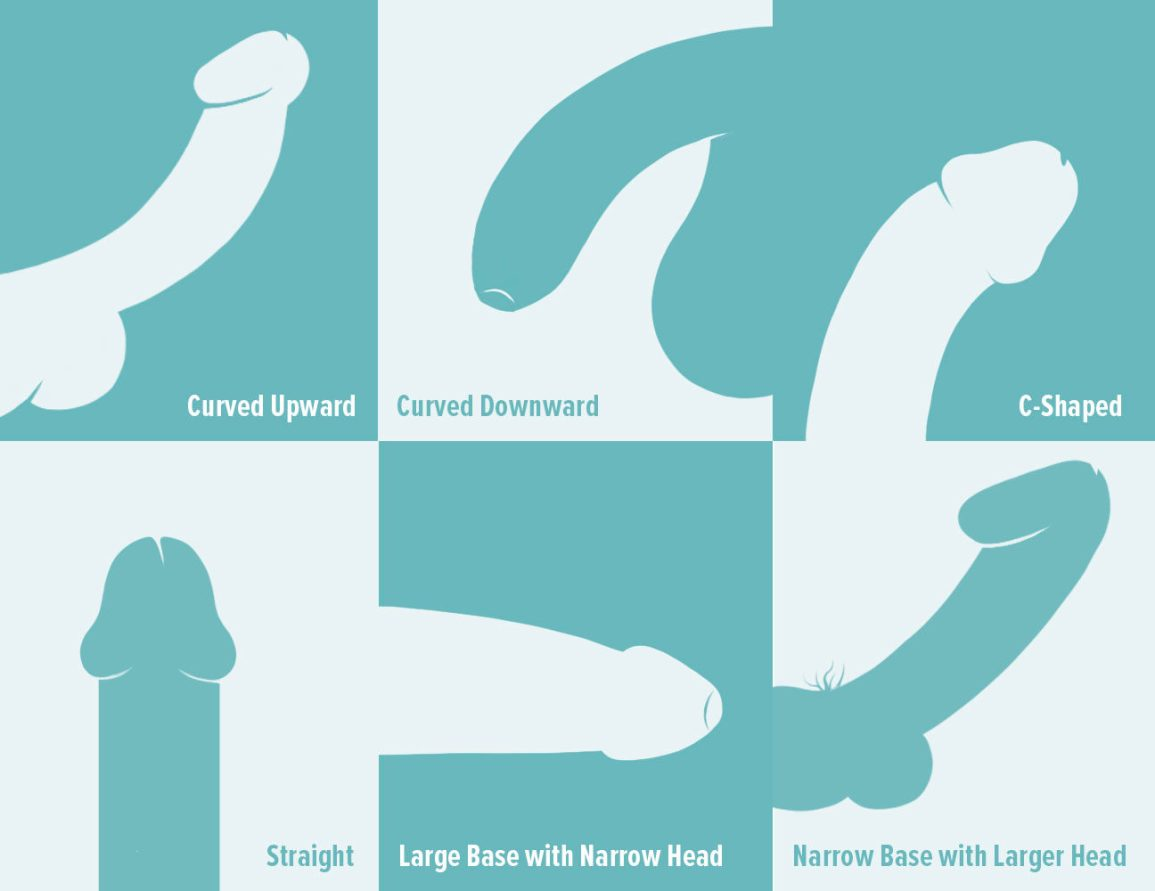 Curved Upward
Curved Downward
C-Shaped
Straight
Large Base with Narrow Head
Narrow Base with Larger Head